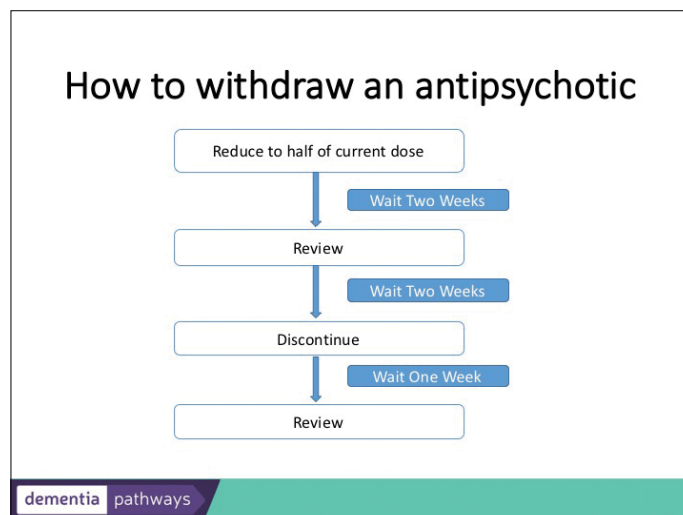 How to withdraw an antipsychotic
Reduce to half of current dose
Wait Two Weeks
Review
Wait Two Weeks
Discontinue
Wait One Week
Review
dementia pathways